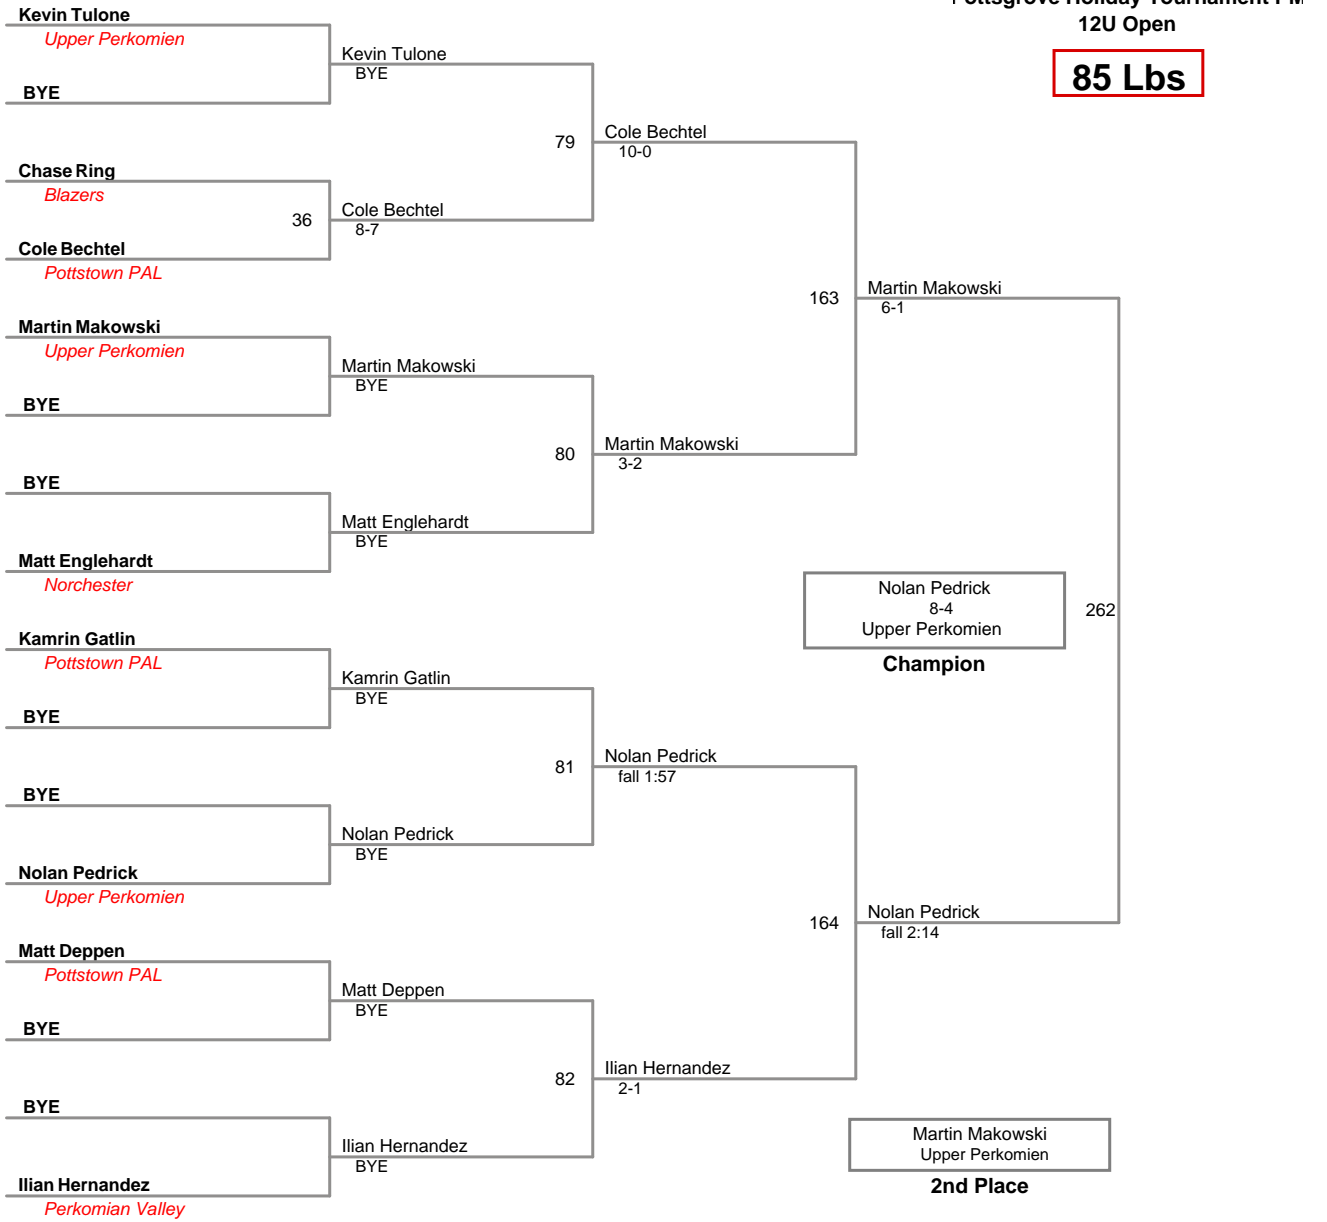 Holiday Tournament
12U Open
85 Lbs
Kevin Tulone
Upper Perkomien
BYE
Kevin Tulone
BYE
Chase Ring
Blazers
36
Cole Bechtel
Pottstown PAL
Cole Bechtel
8-7
79
Cole Bechtel
10-0
Martin Makowski
Upper Perkomien
BYE
Martin Makowski
BYE
BYE
Matt Englehardt
Norchester
Matt Englehardt
BYE
80
Martin Makowski
3-2
163
Martin Makowski
6-1
Kamrin Gatlin
Pottstown PAL
BYE
Kamrin Gatlin
BYE
BYE
Nolan Pedrick
Upper Perkomien
Nolan Pedrick
BYE
81
Nolan Pedrick
fall 1:57
Matt Deppen
Pottstown PAL
BYE
Matt Deppen
BYE
BYE
Ilian Hernandez
Perkomian Valley
Ilian Hernandez
BYE
82
Ilian Hernandez
2-1
164
Nolan Pedrick
fall 2:14
262
Nolan Pedrick
8-4
Upper Perkomien
Champion
Martin Makowski
Upper Perkomien
2nd Place